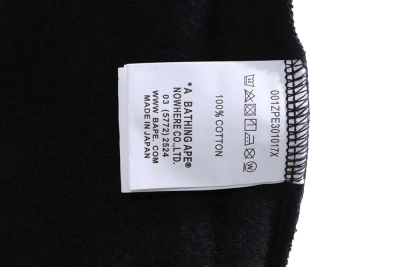 001ZPE301017X
100% COTTON
*A BATHING APE®
NOWHERE CO.,LTD.
03 (5772) 2524
WWW.BAPE.COM
MADE IN JAPAN